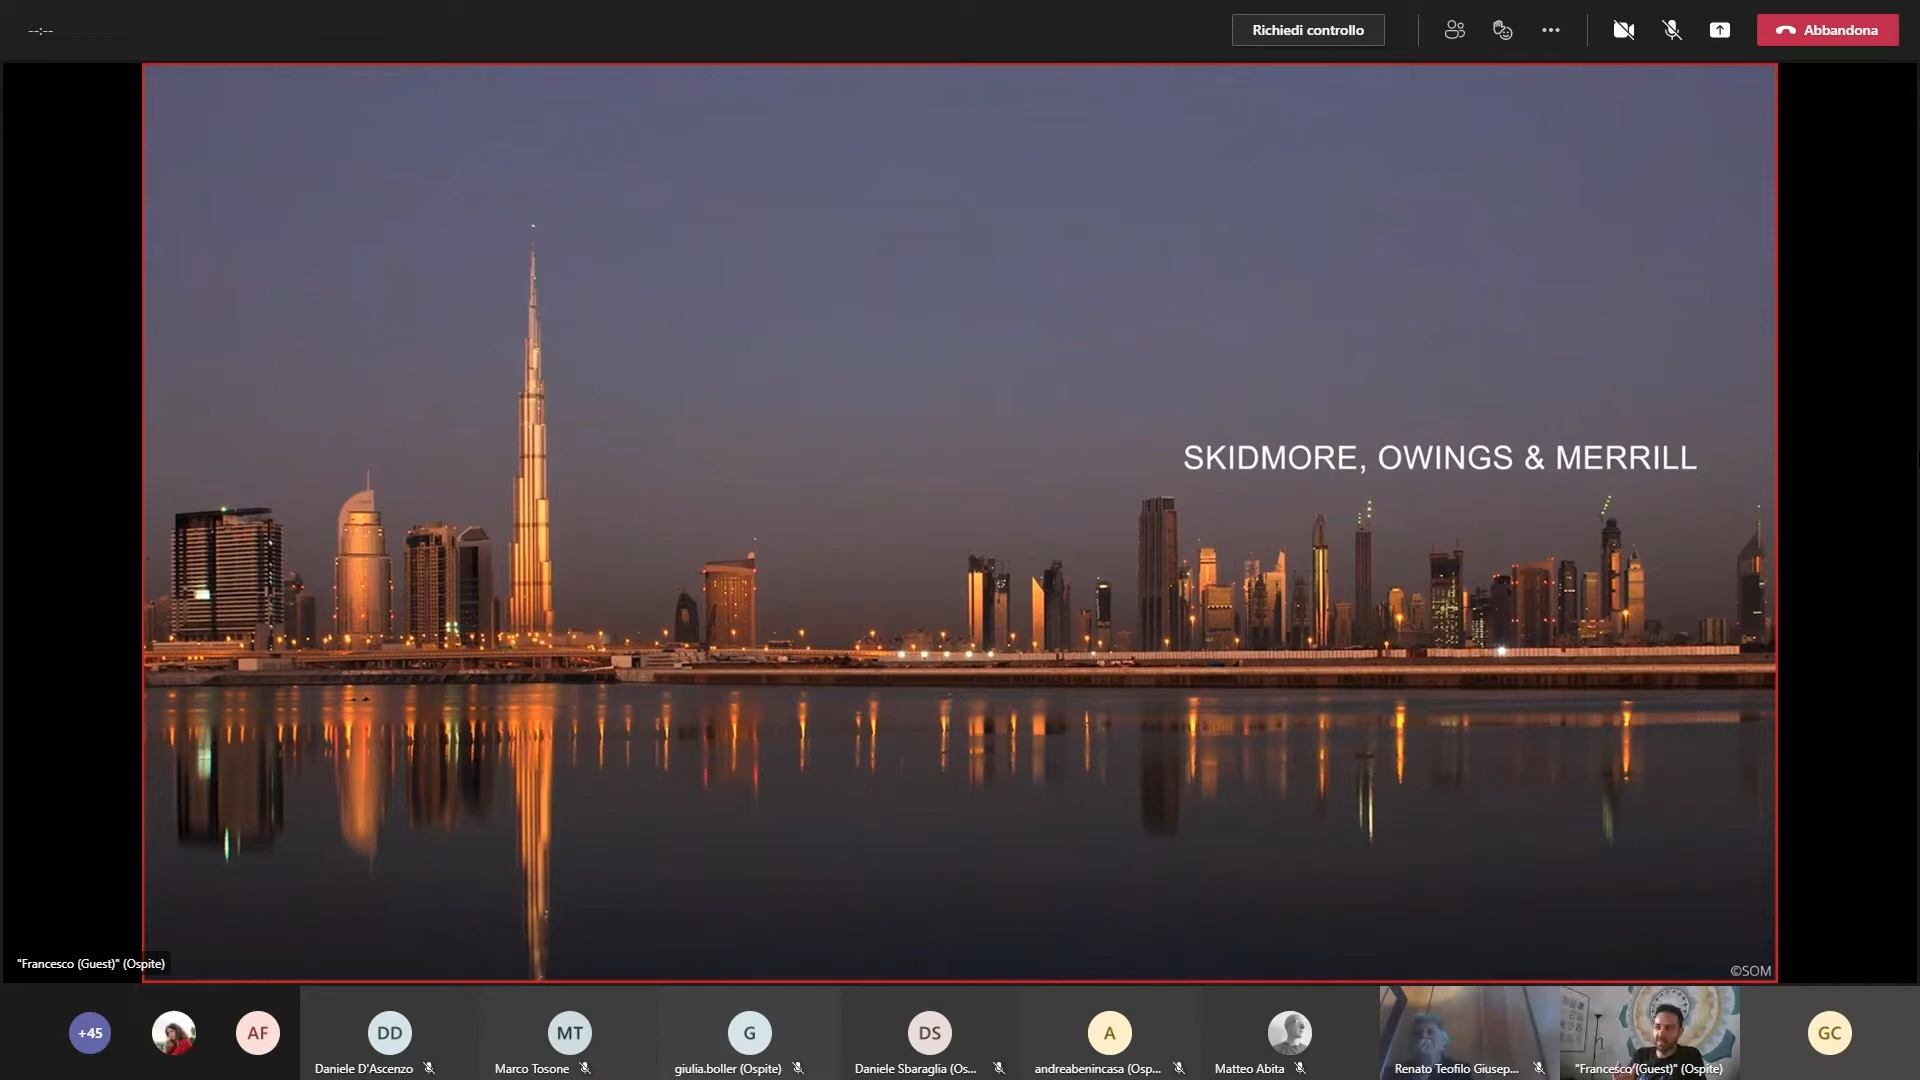 --:--
Richiedi controllo
Abbandona
SKIDMORE, OWINGS & MERRILL
"Francesco (Guest)" (Ospite)
©SOM
+45
AF
DD
MT
G
DS
A
GC
Daniele D'Ascenzo
Marco Tosone
giulia.boller (Ospite)
Daniele Sbaraglia (Os...
andreabenincasa (Osp...
Matteo Abita
Renato Teofilo Giusep...
"Francesco (Guest)" (Ospite)